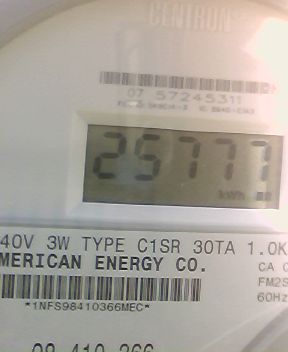 CENTRON
07 57245311
25777
kWh
40V 3W TYPE C1SR 30TA 1.0K
MERICAN ENERGY CO.
CA 0
FM2S
60Hz
*1NFS98410366MEC*
98 410 366